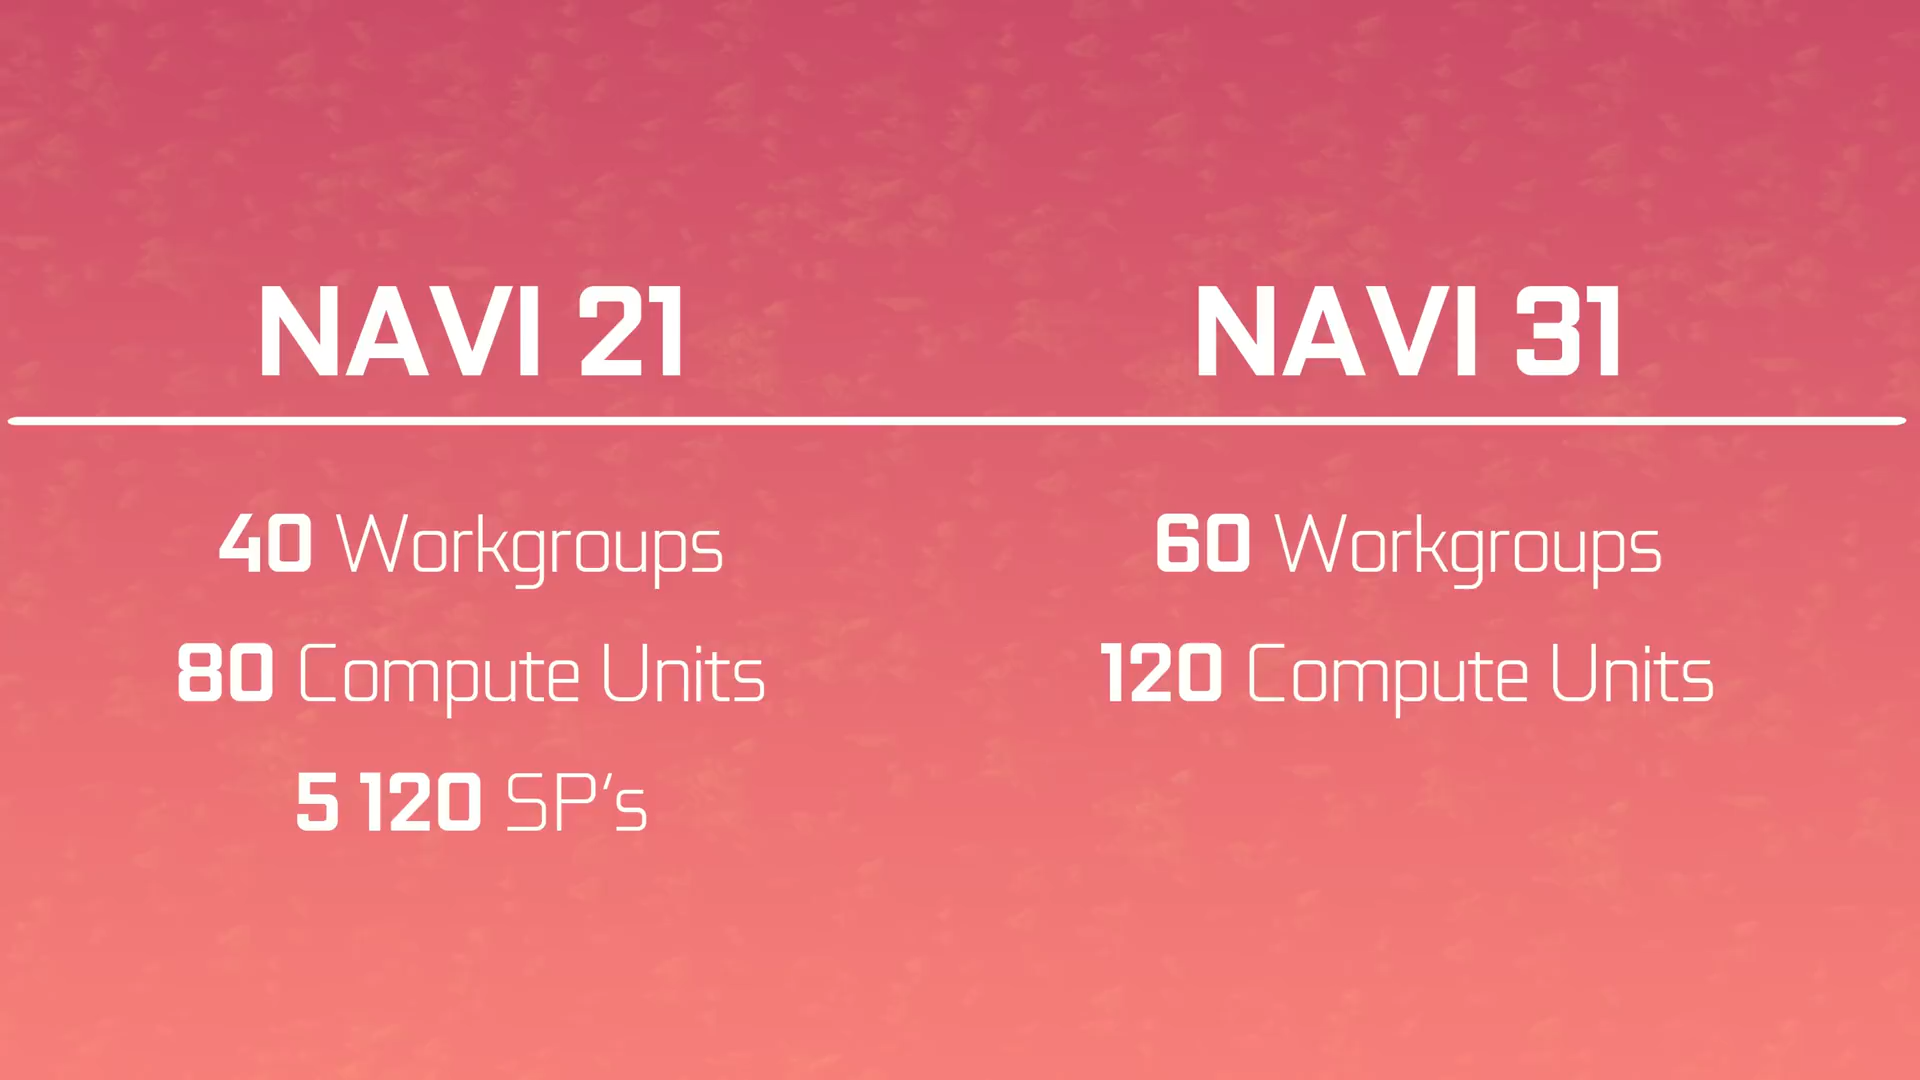 NAVI 21
40 Workgroups
80 Compute Units
5 120 SP's
NAVI 31
60 Workgroups
120 Compute Units